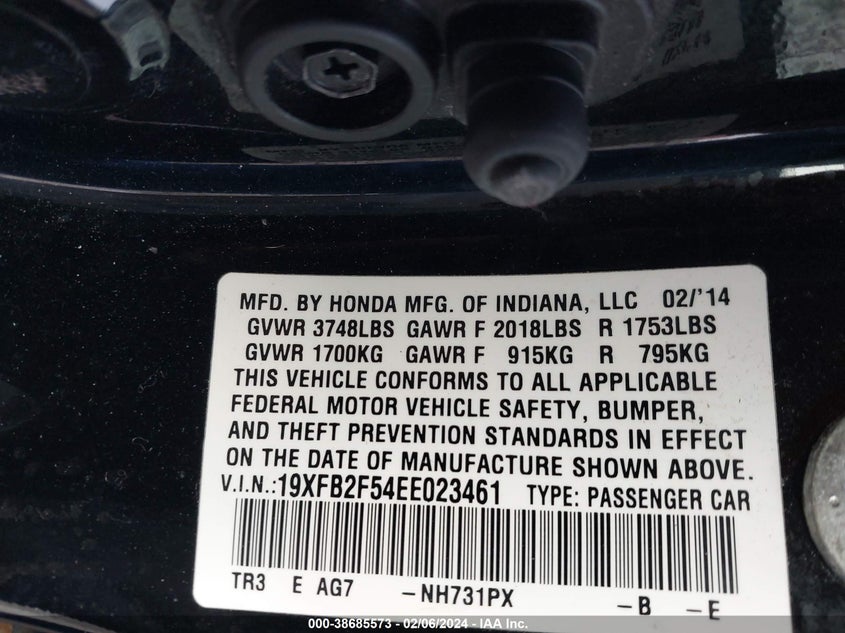 MFD. BY HONDA MFG. OF INDIANA, LLC 02/'14
GVWR 3748LBS GAWR F 2018LBS R 1753LBS
GVWR 1700KG GAWR F 915KG R 795KG
THIS VEHICLE CONFORMS TO ALL APPLICABLE
FEDERAL MOTOR VEHICLE SAFETY, BUMPER,
AND THEFT PREVENTION STANDARDS IN EFFECT
ON THE DATE OF MANUFACTURE SHOWN ABOVE.
V.I.N.:19XFB2F54EE023461 TYPE: PASSENGER CAR
TR3 E AG7 -NH731PX -B -E
000-38685573 - 02/06/2024 - IAA Inc.